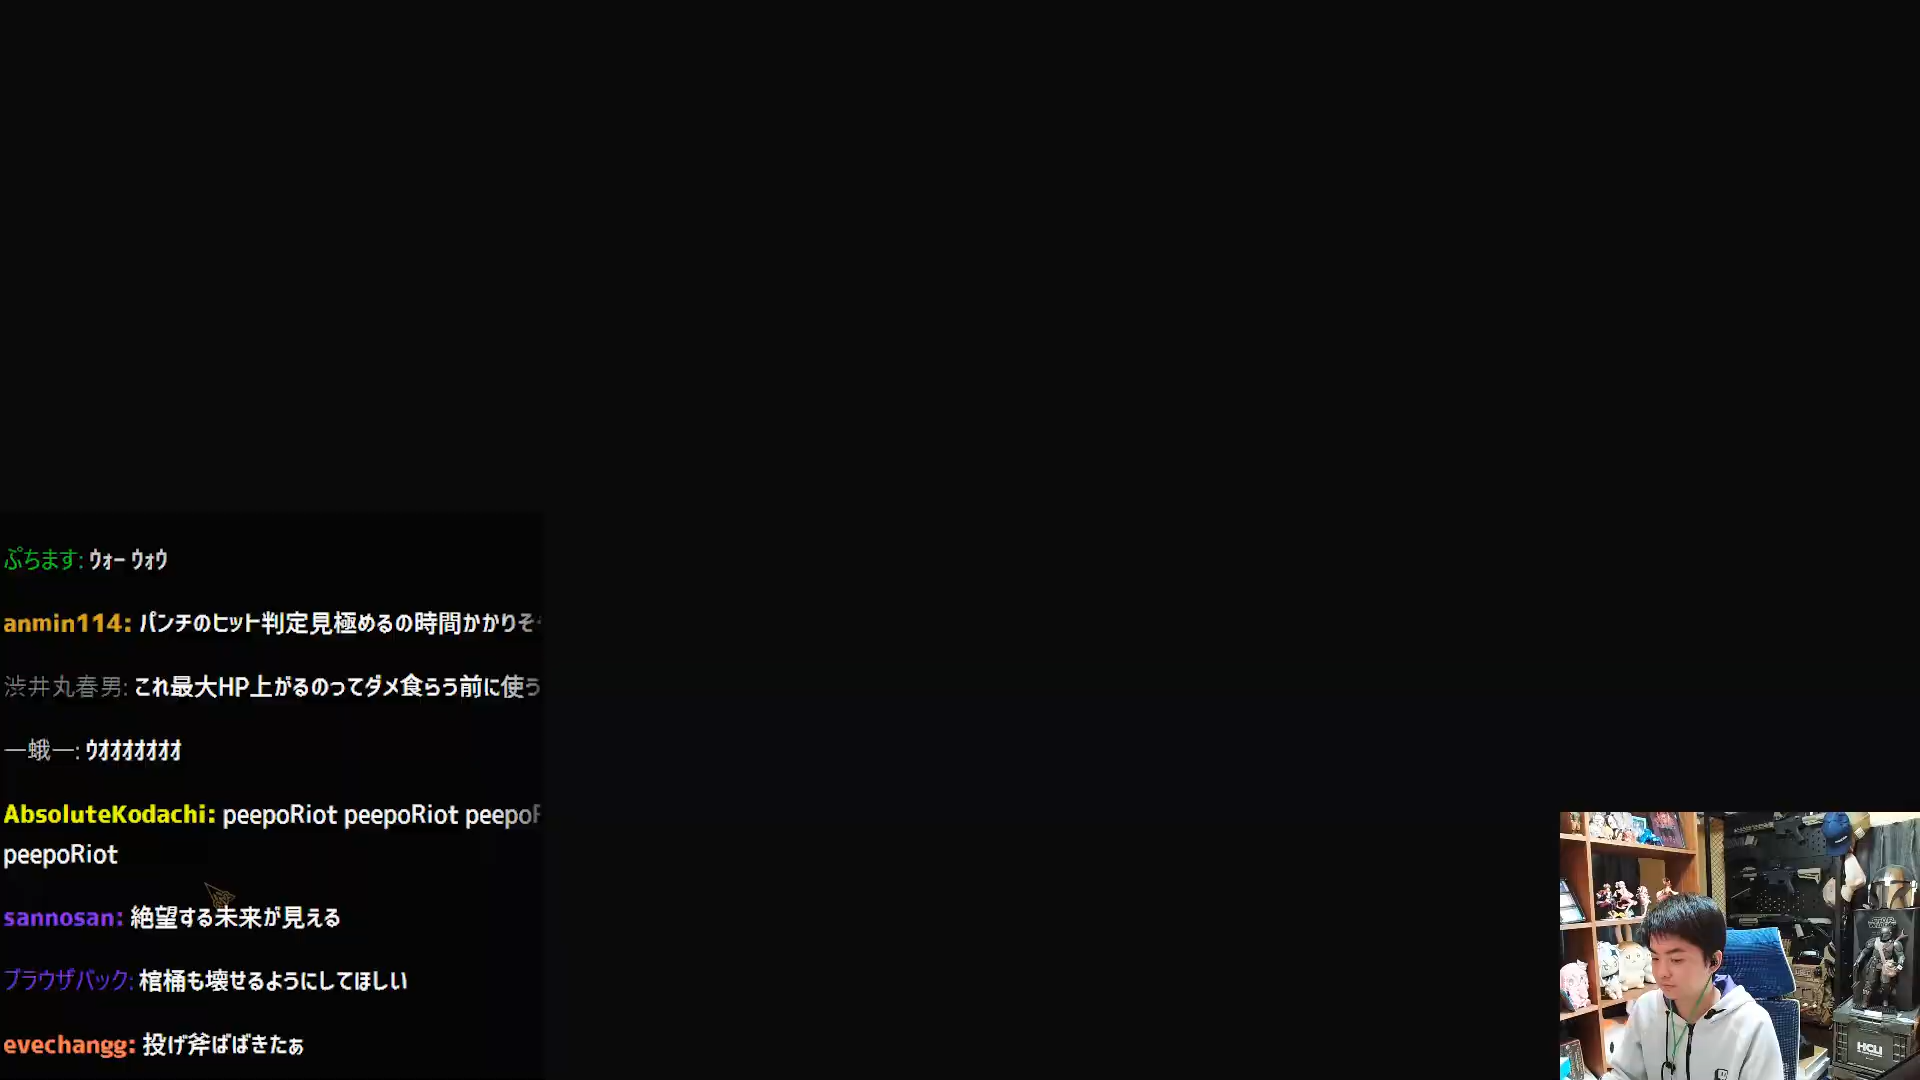 ぷちます: ｳｫｰ ｳｫｳ
anmin114: パンチのヒット判定見極めるの時間かかりそ
渋井丸春男: これ最大HP上がるのってダメ食らう前に使う
一蛾一: ｳｵｵｵｵｵｵｵ
AbsoluteKodachi: peepoRiot peepoRiot peepoR
peepoRiot
sannosan: 絶望する未来が見える
ブラウザバック: 棺桶も壊せるようにしてほしい
evechangg: 投げ斧ばばきたぁ
STAR WARS
HCLI